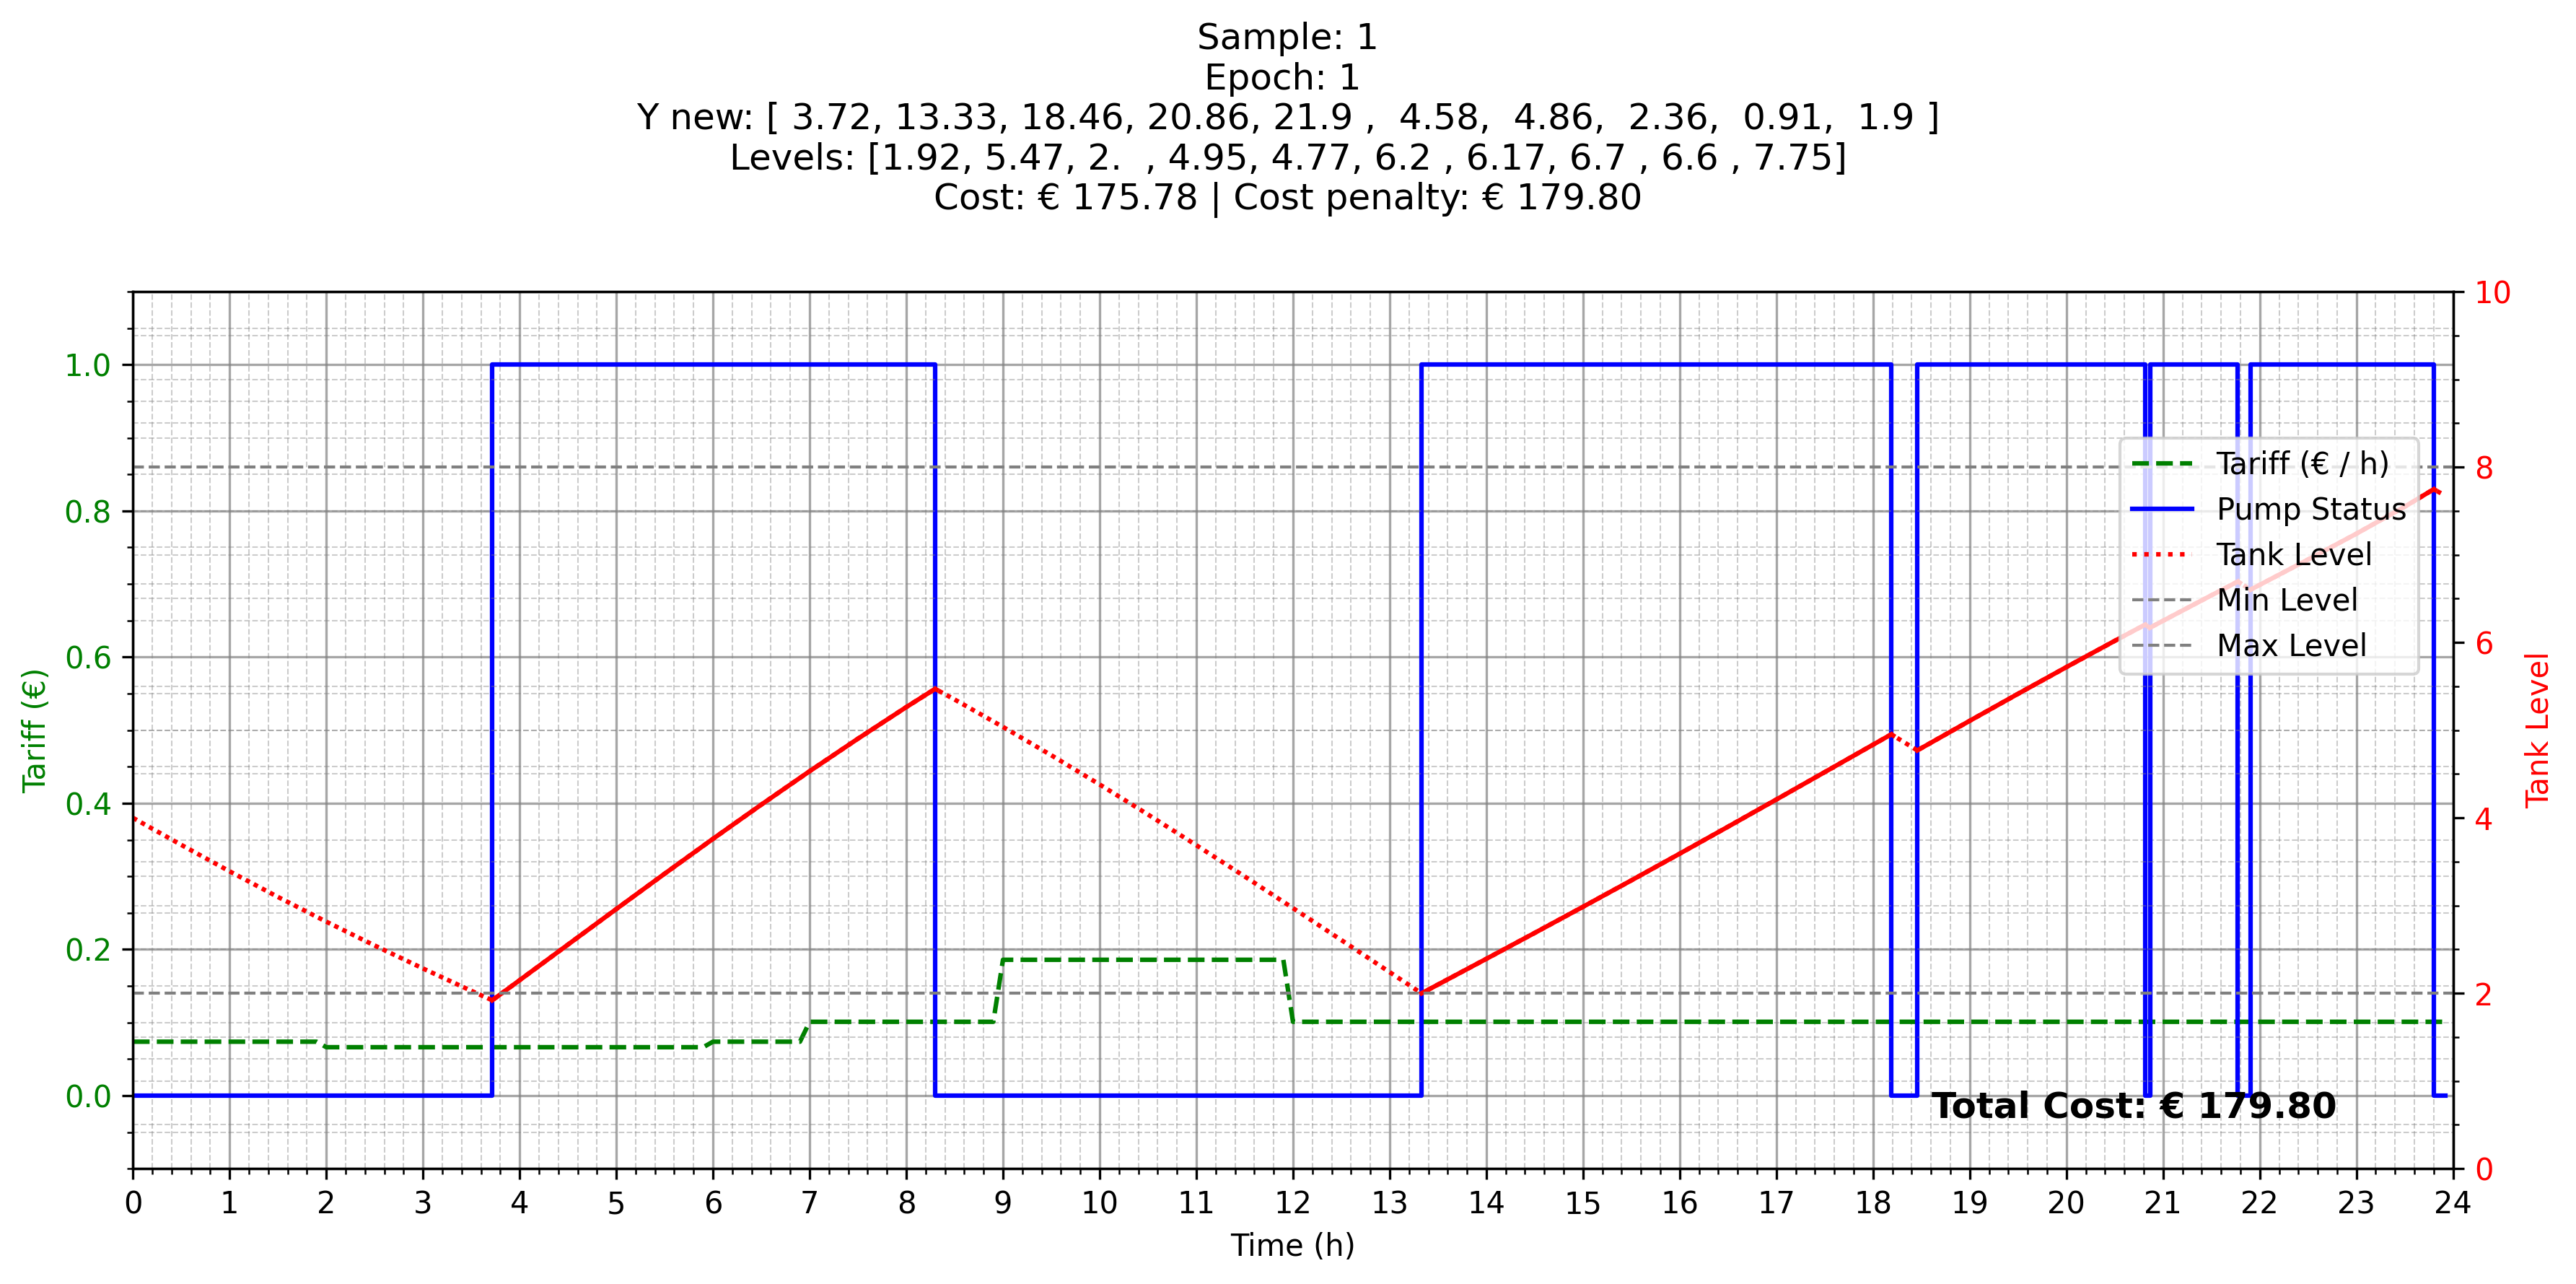 Sample: 1
Epoch: 1
Y new: [ 3.72, 13.33, 18.46, 20.86, 21.9 ,  4.58,  4.86,  2.36,  0.91,  1.9 ]
Levels: [1.92, 5.47, 2.  , 4.95, 4.77, 6.2 , 6.17, 6.7 , 6.6 , 7.75]
Cost: € 175.78 | Cost penalty: € 179.80
Tariff (€)
1.0
0.8
0.6
0.4
0.2
0.0
10
8
6
4
2
0
Tank Level
Tariff (€ / h)
Pump Status
Tank Level
Min Level
Max Level
Total Cost: € 179.80
0 1 2 3 4 5 6 7 8 9 10 11 12 13 14 15 16 17 18 19 20 21 22 23 24
Time (h)